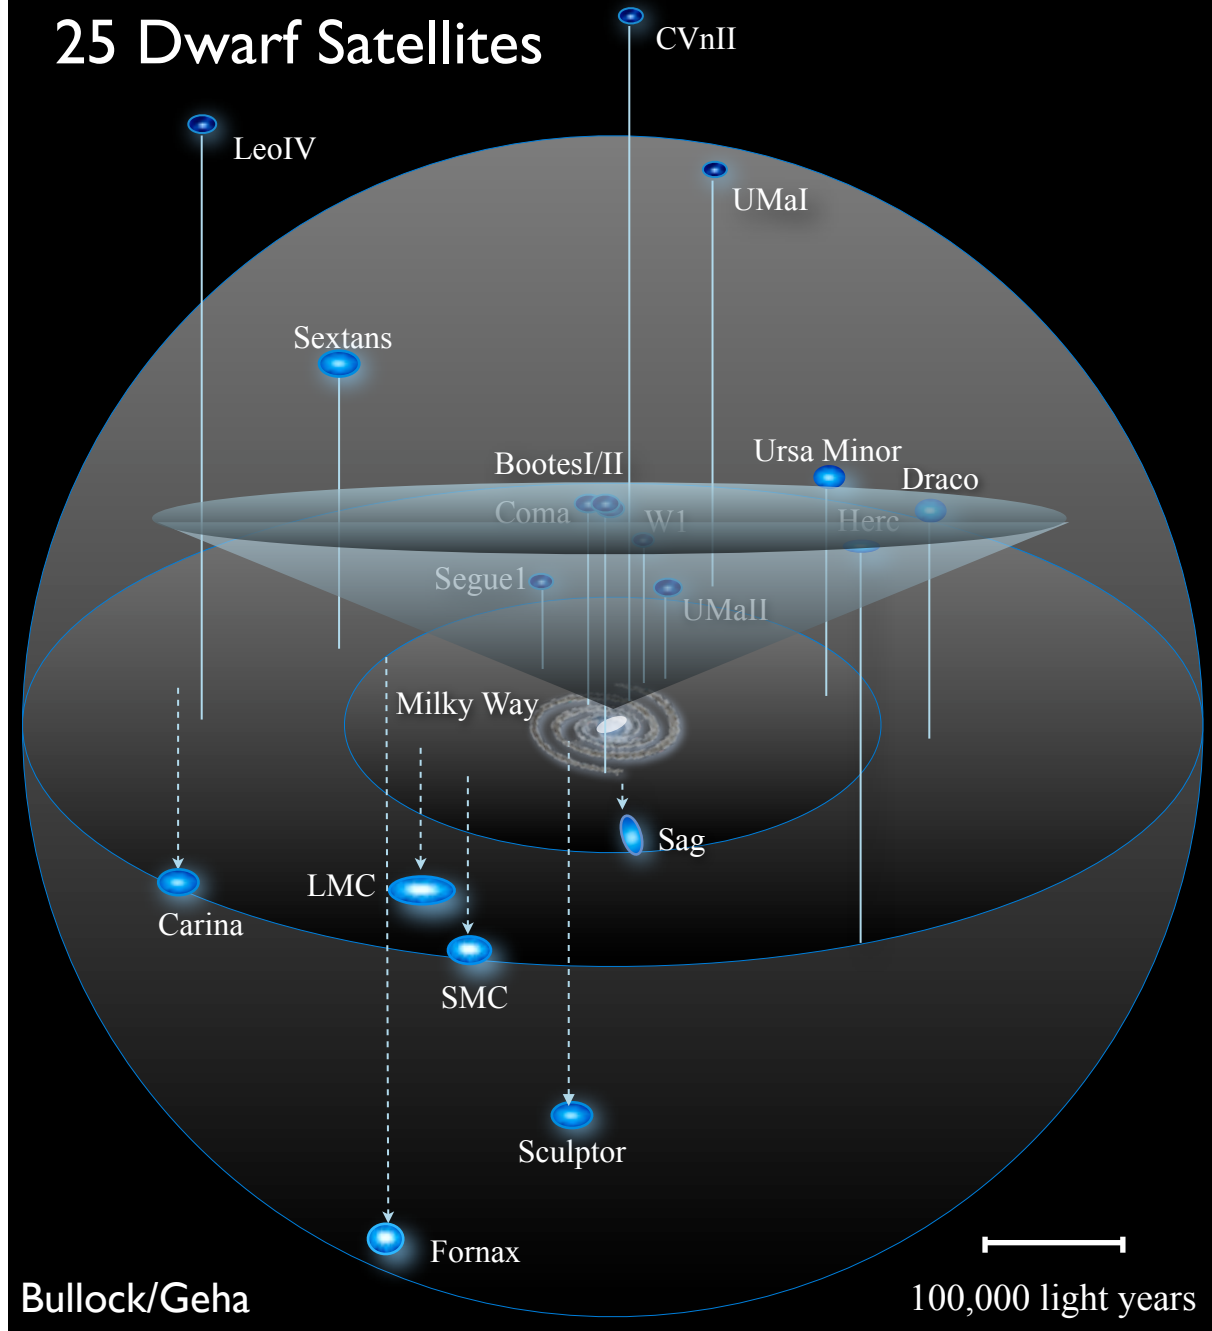 25 Dwarf Satellites
CVnII
LeoIV
UMaI
Sextans
Ursa Minor
BootesI/II
Draco
Coma
W1
Herc
Segue1
UMaII
Milky Way
Sag
LMC
Carina
SMC
Sculptor
Fornax
Bullock/Geha
100,000 light years